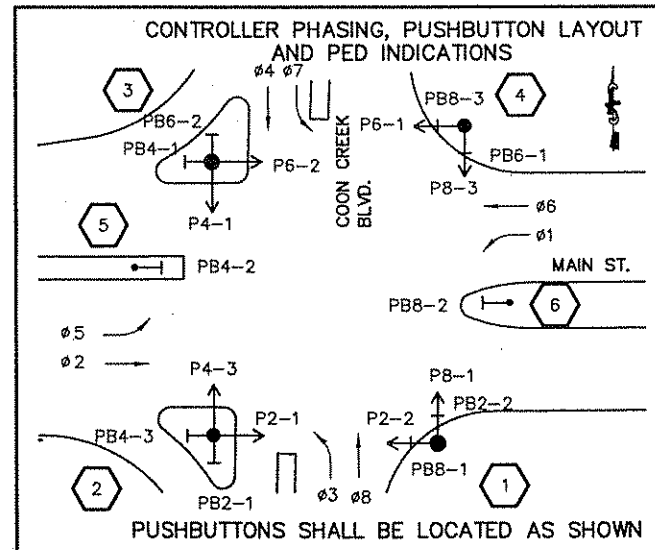 CONTROLLER PHASING, PUSHBUTTON LAYOUT
AND PED INDICATIONS
ø4 ø7
3
4
PB6-2
PB8-3
PB4-1
P6-1
P6-2
PB6-1
P8-3
COON CREEK
BLVD.
P4-1
ø6
5
ø1
PB4-2
MAIN ST.
PB8-2
6
ø5
ø2
P4-3
P8-1
P2-1
P2-2
PB2-2
PB4-3
PB8-1
2
PB2-1
ø3
ø8
1
PUSHBUTTONS SHALL BE LOCATED AS SHOWN